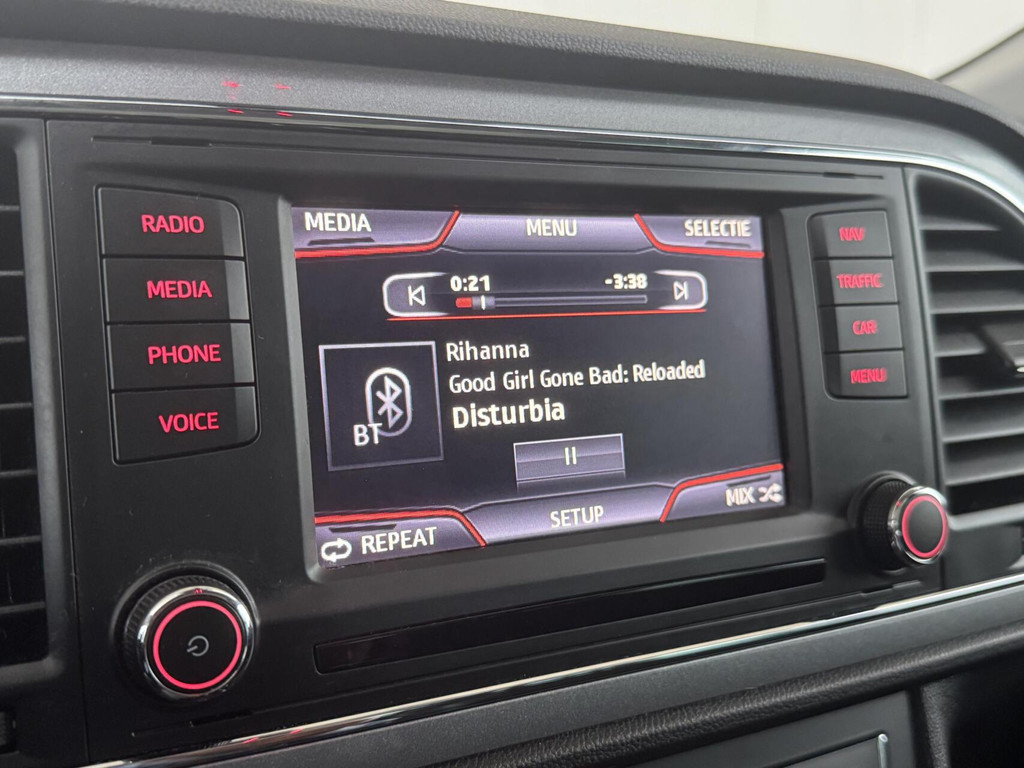 RADIO
MEDIA
PHONE
VOICE
MEDIA
MENU
SELECTIE
0:21
-3:38
Rihanna
Good Girl Gone Bad: Reloaded
Disturbia
BT
REPEAT
SETUP
MIX
NAV
TRAFFIC
CAR
MENU